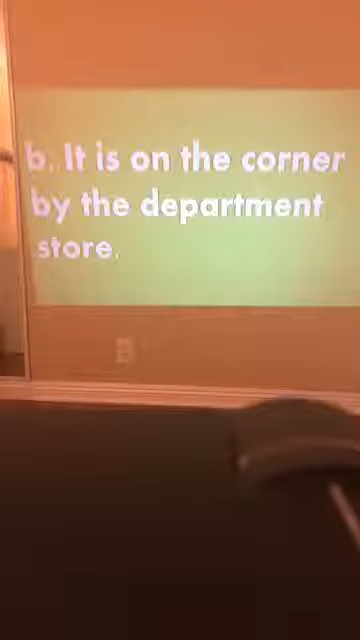 b. It is on the corner
by the department
store.